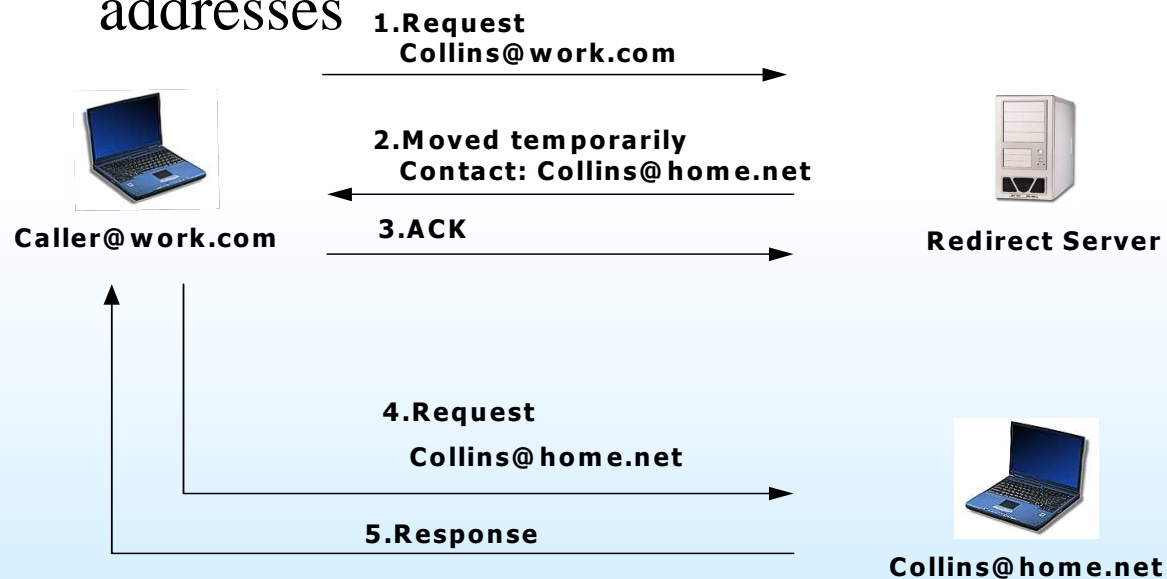 addresses
1.Request
Collins@work.com
2.Moved temporarily
Contact: Collins@home.net
Caller@work.com
3.ACK
Redirect Server
4.Request
Collins@home.net
5.Response
Collins@home.net